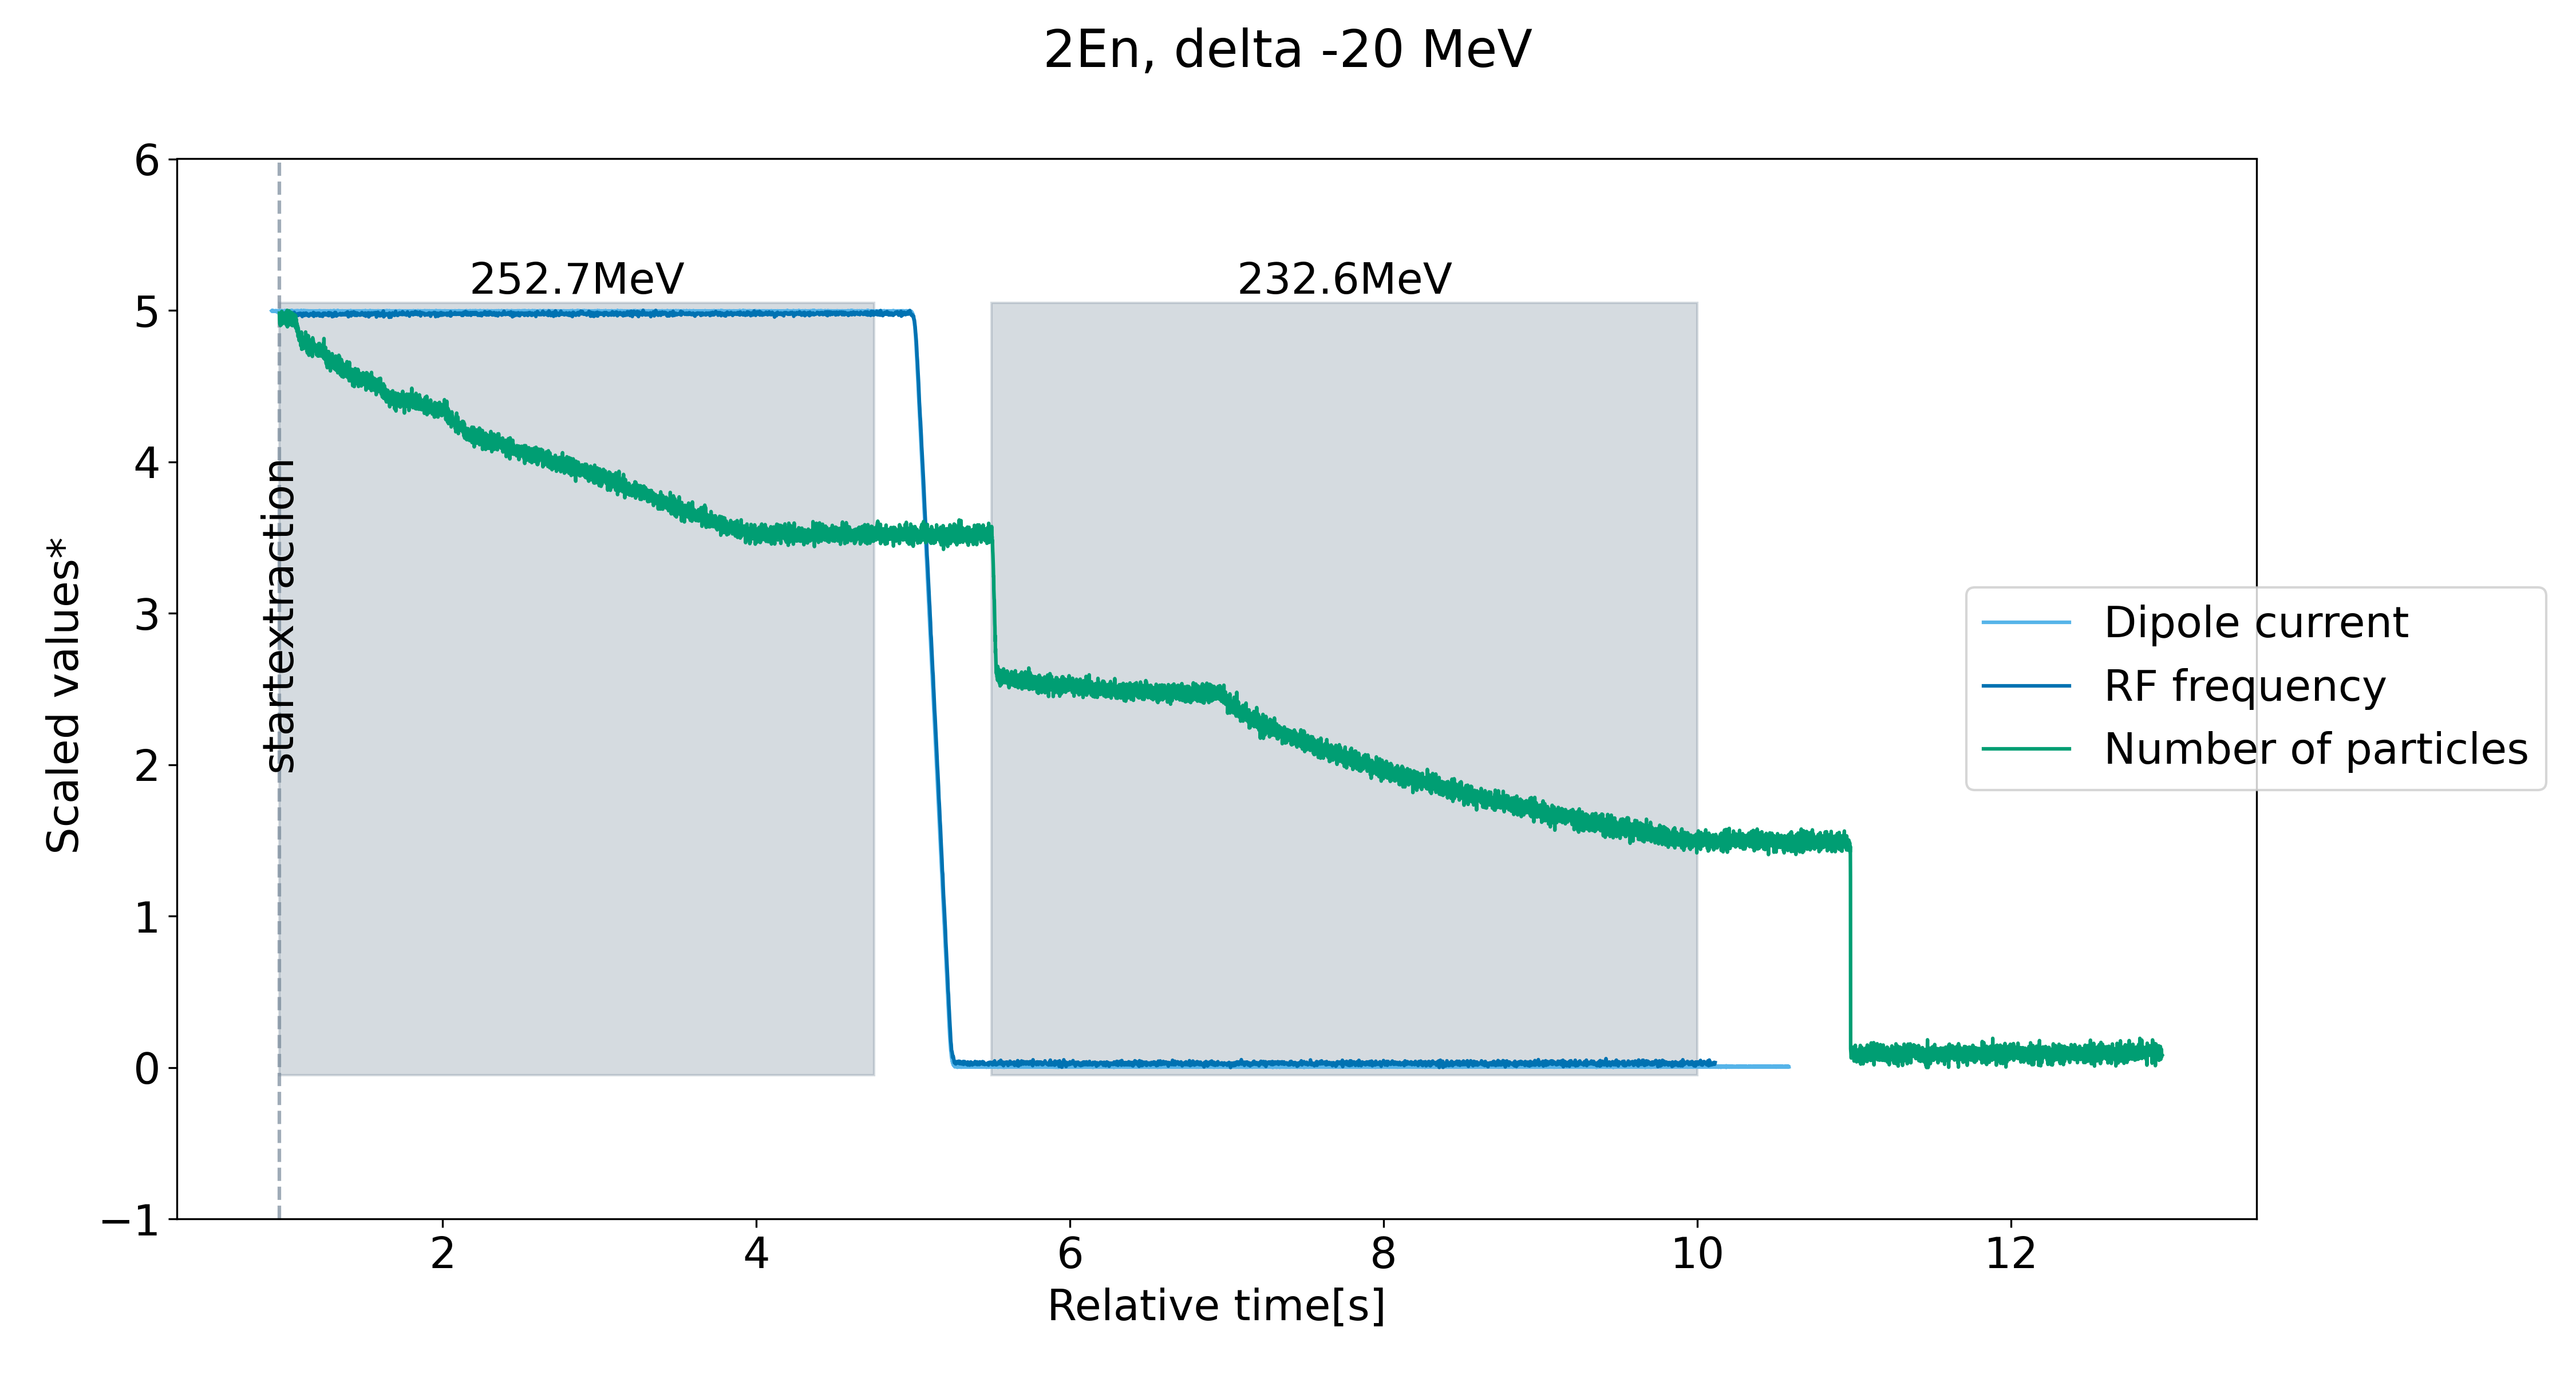 2En, delta -20 MeV
6
5
4
3
2
1
0
−1
Scaled values*
startextraction
252.7MeV
232.6MeV
Dipole current
RF frequency
Number of particles
2
4
6
8
10
12
Relative time[s]